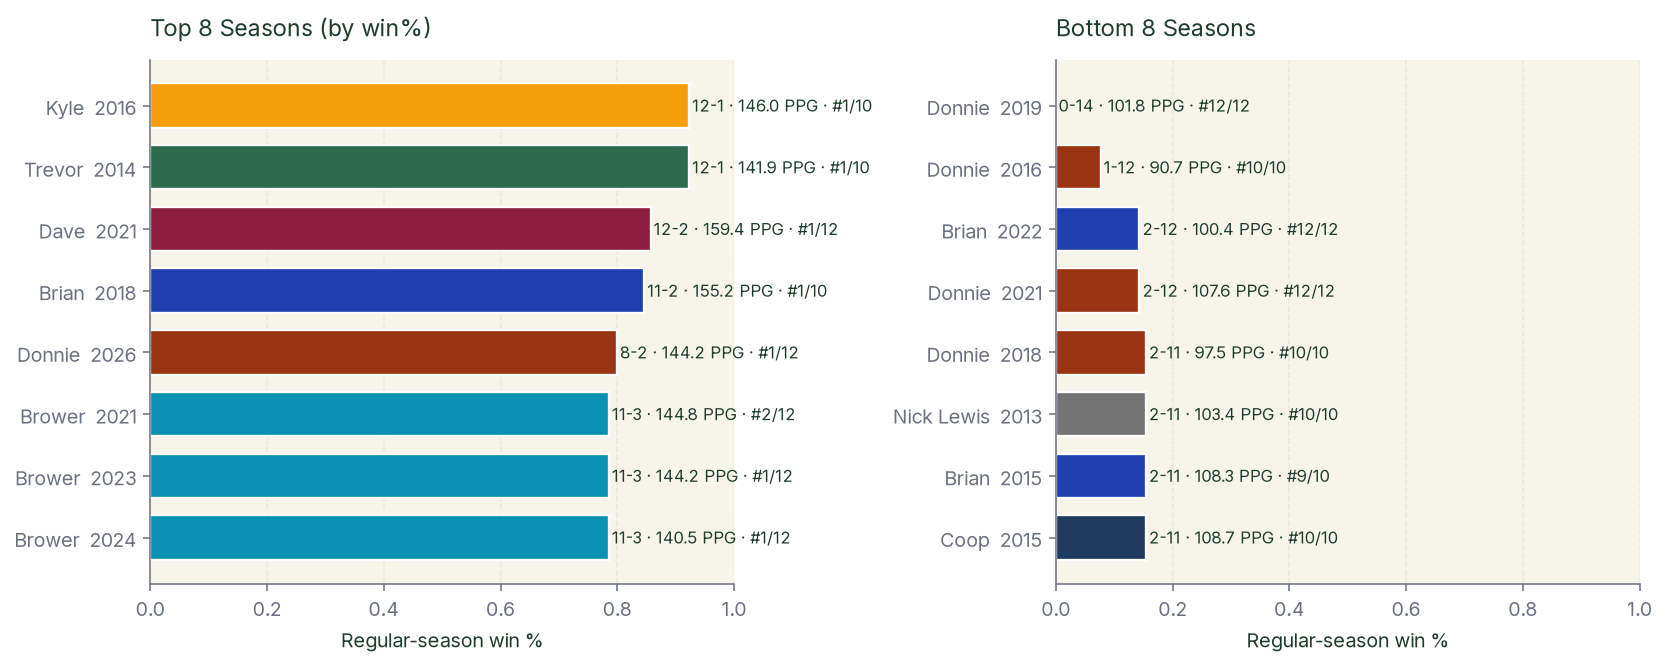 Top 8 Seasons (by win%)
Kyle 2016
12-1 · 146.0 PPG · #1/10
Trevor 2014
12-1 · 141.9 PPG · #1/10
Dave 2021
12-2 · 159.4 PPG · #1/12
Brian 2018
11-2 · 155.2 PPG · #1/10
Donnie 2026
8-2 · 144.2 PPG · #1/12
Brower 2021
11-3 · 144.8 PPG · #2/12
Brower 2023
11-3 · 144.2 PPG · #1/12
Brower 2024
11-3 · 140.5 PPG · #1/12
0.0 0.2 0.4 0.6 0.8 1.0
Regular-season win %
Bottom 8 Seasons
Donnie 2019
0-14 · 101.8 PPG · #12/12
Donnie 2016
1-12 · 90.7 PPG · #10/10
Brian 2022
2-12 · 100.4 PPG · #12/12
Donnie 2021
2-12 · 107.6 PPG · #12/12
Donnie 2018
2-11 · 97.5 PPG · #10/10
Nick Lewis 2013
2-11 · 103.4 PPG · #10/10
Brian 2015
2-11 · 108.3 PPG · #9/10
Coop 2015
2-11 · 108.7 PPG · #10/10
0.0 0.2 0.4 0.6 0.8 1.0
Regular-season win %